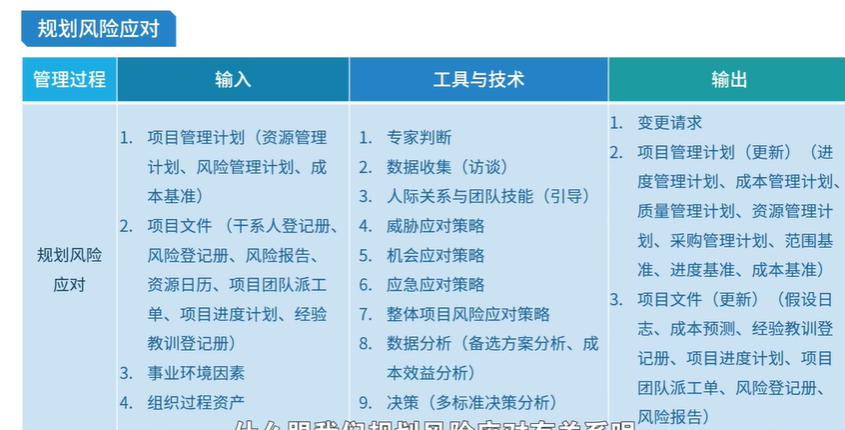 规划风险应对
管理过程
输入
工具与技术
输出
规划风险
应对
1. 项目管理计划（资源管理
计划、风险管理计划、成
本基准）
2. 项目文件 （干系人登记册、
风险登记册、风险报告、
资源日历、项目团队派工
单、项目进度计划、经验
教训登记册）
3. 事业环境因素
4. 组织过程资产
1. 专家判断
2. 数据收集（访谈）
3. 人际关系与团队技能（引导）
4. 威胁应对策略
5. 机会应对策略
6. 应急应对策略
7. 整体项目风险应对策略
8. 数据分析（备选方案分析、成
本效益分析）
9. 决策（多标准决策分析）
1. 变更请求
2. 项目管理计划（更新）（进
度管理计划、成本管理计划、
质量管理计划、资源管理计
划、采购管理计划、范围基
准、进度基准、成本基准）
3. 项目文件（更新）（假设日
志、成本预测、经验教训登
记册、项目进度计划、项目
团队派工单、风险登记册、
风险报告）
什么跟我们规划风险应对有关系呢